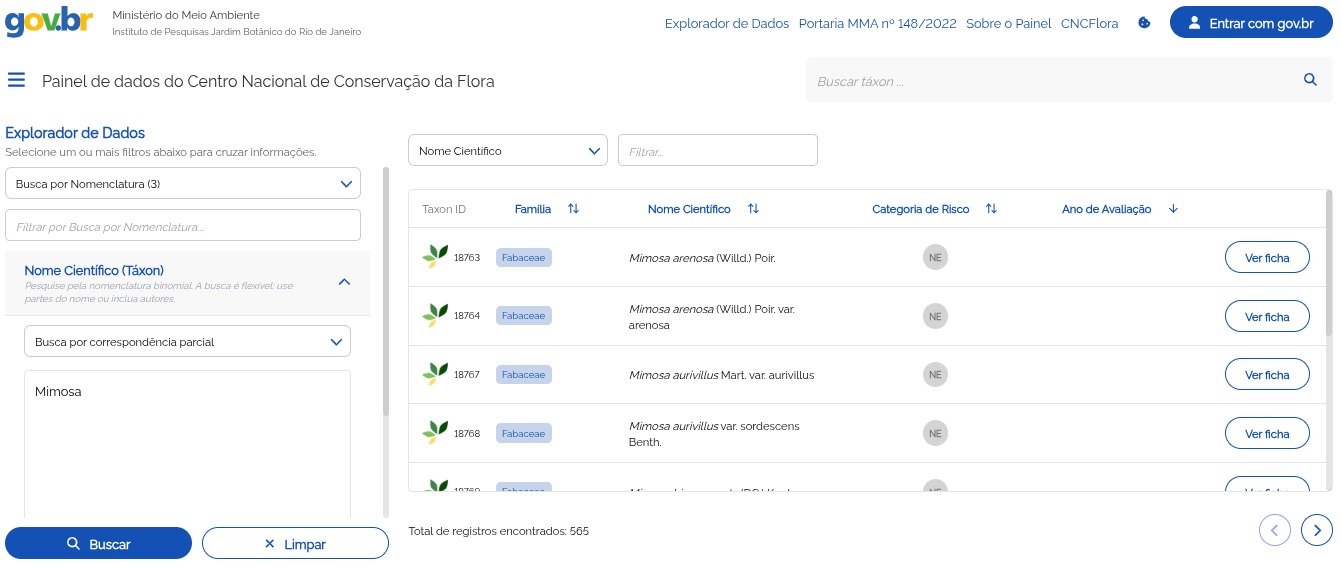 gov.br
Ministério do Meio Ambiente
Instituto de Pesquisas Jardim Botânico do Rio de Janeiro
Explorador de Dados Portaria MMA nº 148/2022 Sobre o Painel CNCFlora
Entrar com gov.br
Painel de dados do Centro Nacional de Conservação da Flora
Buscar táxon ...
Explorador de Dados
Selecione um ou mais filtros abaixo para cruzar informações.
Busca por Nomenclatura (3)
Filtrar por Busca por Nomenclatura...
Nome Científico (Táxon)
Pesquise pela nomenclatura binomial. A busca é flexível: use
partes do nome ou inclua autores.
Busca por correspondência parcial
Mimosa
Buscar
Limpar
Nome Científico
Filtrar...
Taxon ID Família Nome Científico Categoria de Risco Ano de Avaliação
18763 Fabaceae Mimosa arenosa (Willd.) Poir. NE Ver ficha
18764 Fabaceae Mimosa arenosa (Willd.) Poir. var.
arenosa NE Ver ficha
18767 Fabaceae Mimosa aurivillus Mart. var. aurivillus NE Ver ficha
18768 Fabaceae Mimosa aurivillus var. sordescens
Benth. NE Ver ficha
18769 Fabaceae NE Ver ficha
Total de registros encontrados: 565